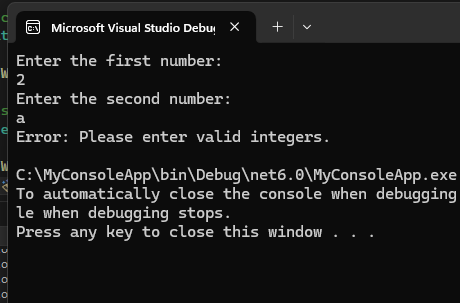 Microsoft Visual Studio Debug
Enter the first number:
2
Enter the second number:
a
Error: Please enter valid integers.
C:\MyConsoleApp\bin\Debug\net6.0\MyConsoleApp.exe
To automatically close the console when debugging
le when debugging stops.
Press any key to close this window . . .